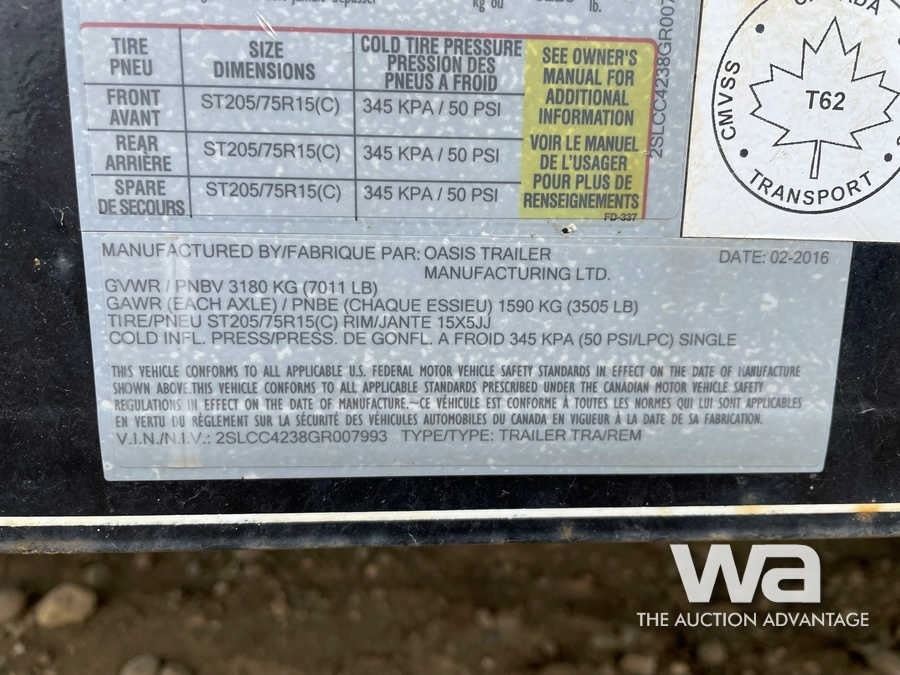 kg ou
lb.
TIRE PNEU
SIZE DIMENSIONS
COLD TIRE PRESSURE
PRESSION DES PNEUS A FROID
FRONT AVANT
ST205/75R15(C)
345 KPA / 50 PSI
REAR ARRIÈRE
ST205/75R15(C)
345 KPA / 50 PSI
SPARE DE SECOURS
ST205/75R15(C)
345 KPA / 50 PSI
SEE OWNER'S
MANUAL FOR
ADDITIONAL
INFORMATION
VOIR LE MANUEL
DE L'USAGER
POUR PLUS DE
RENSEIGNEMENTS
FD-337
2SLCC4238GR007
CANADA
CMVSS
T62
TRANSPORT
MANUFACTURED BY/FABRIQUE PAR: OASIS TRAILER
MANUFACTURING LTD.
DATE: 02-2016
GVWR / PNBV 3180 KG (7011 LB)
GAWR (EACH AXLE) / PNBE (CHAQUE ESSIEU) 1590 KG (3505 LB)
TIRE/PNEU ST205/75R15(C) RIM/JANTE 15X5JJ
COLD INFL. PRESS/PRESS. DE GONFL. A FROID 345 KPA (50 PSI/LPC) SINGLE
THIS VEHICLE CONFORMS TO ALL APPLICABLE U.S. FEDERAL MOTOR VEHICLE SAFETY STANDARDS IN EFFECT ON THE DATE OF MANUFACTURE
SHOWN ABOVE.THIS VEHICLE CONFORMS TO ALL APPLICABLE STANDARDS PRESCRIBED UNDER THE CANADIAN MOTOR VEHICLE SAFETY
REGULATIONS IN EFFECT ON THE DATE OF MANUFACTURE.–CE VÉHICULE EST CONFORME À TOUTES LES NORMES QUI LUI SONT APPLICABLES
EN VERTU DU RÈGLEMENT SUR LA SÉCURITÉ DES VÉHICULES AUTOMOBILES DU CANADA EN VIGUEUR À LA DATE DE SA FABRICATION.
V.I.N./N.I.V.: 2SLCC4238GR007993 TYPE/TYPE: TRAILER TRA/REM
wa
THE AUCTION ADVANTAGE